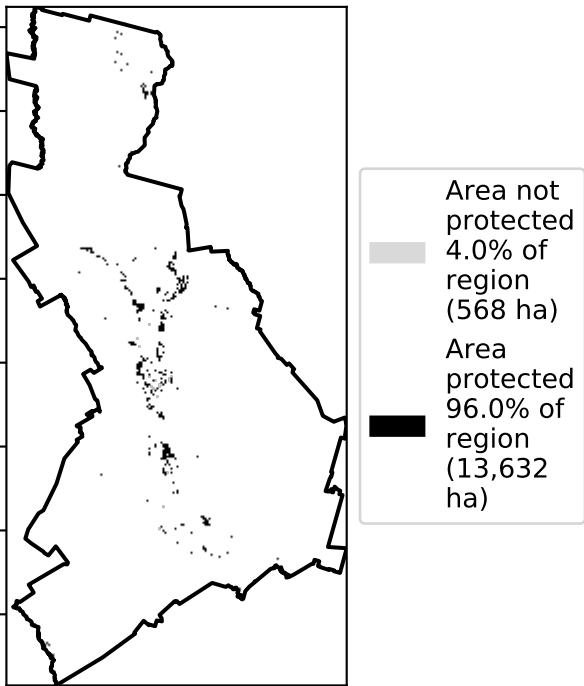 Area not
protected
4.0% of
region
(568 ha)
Area
protected
96.0% of
region
(13,632
ha)